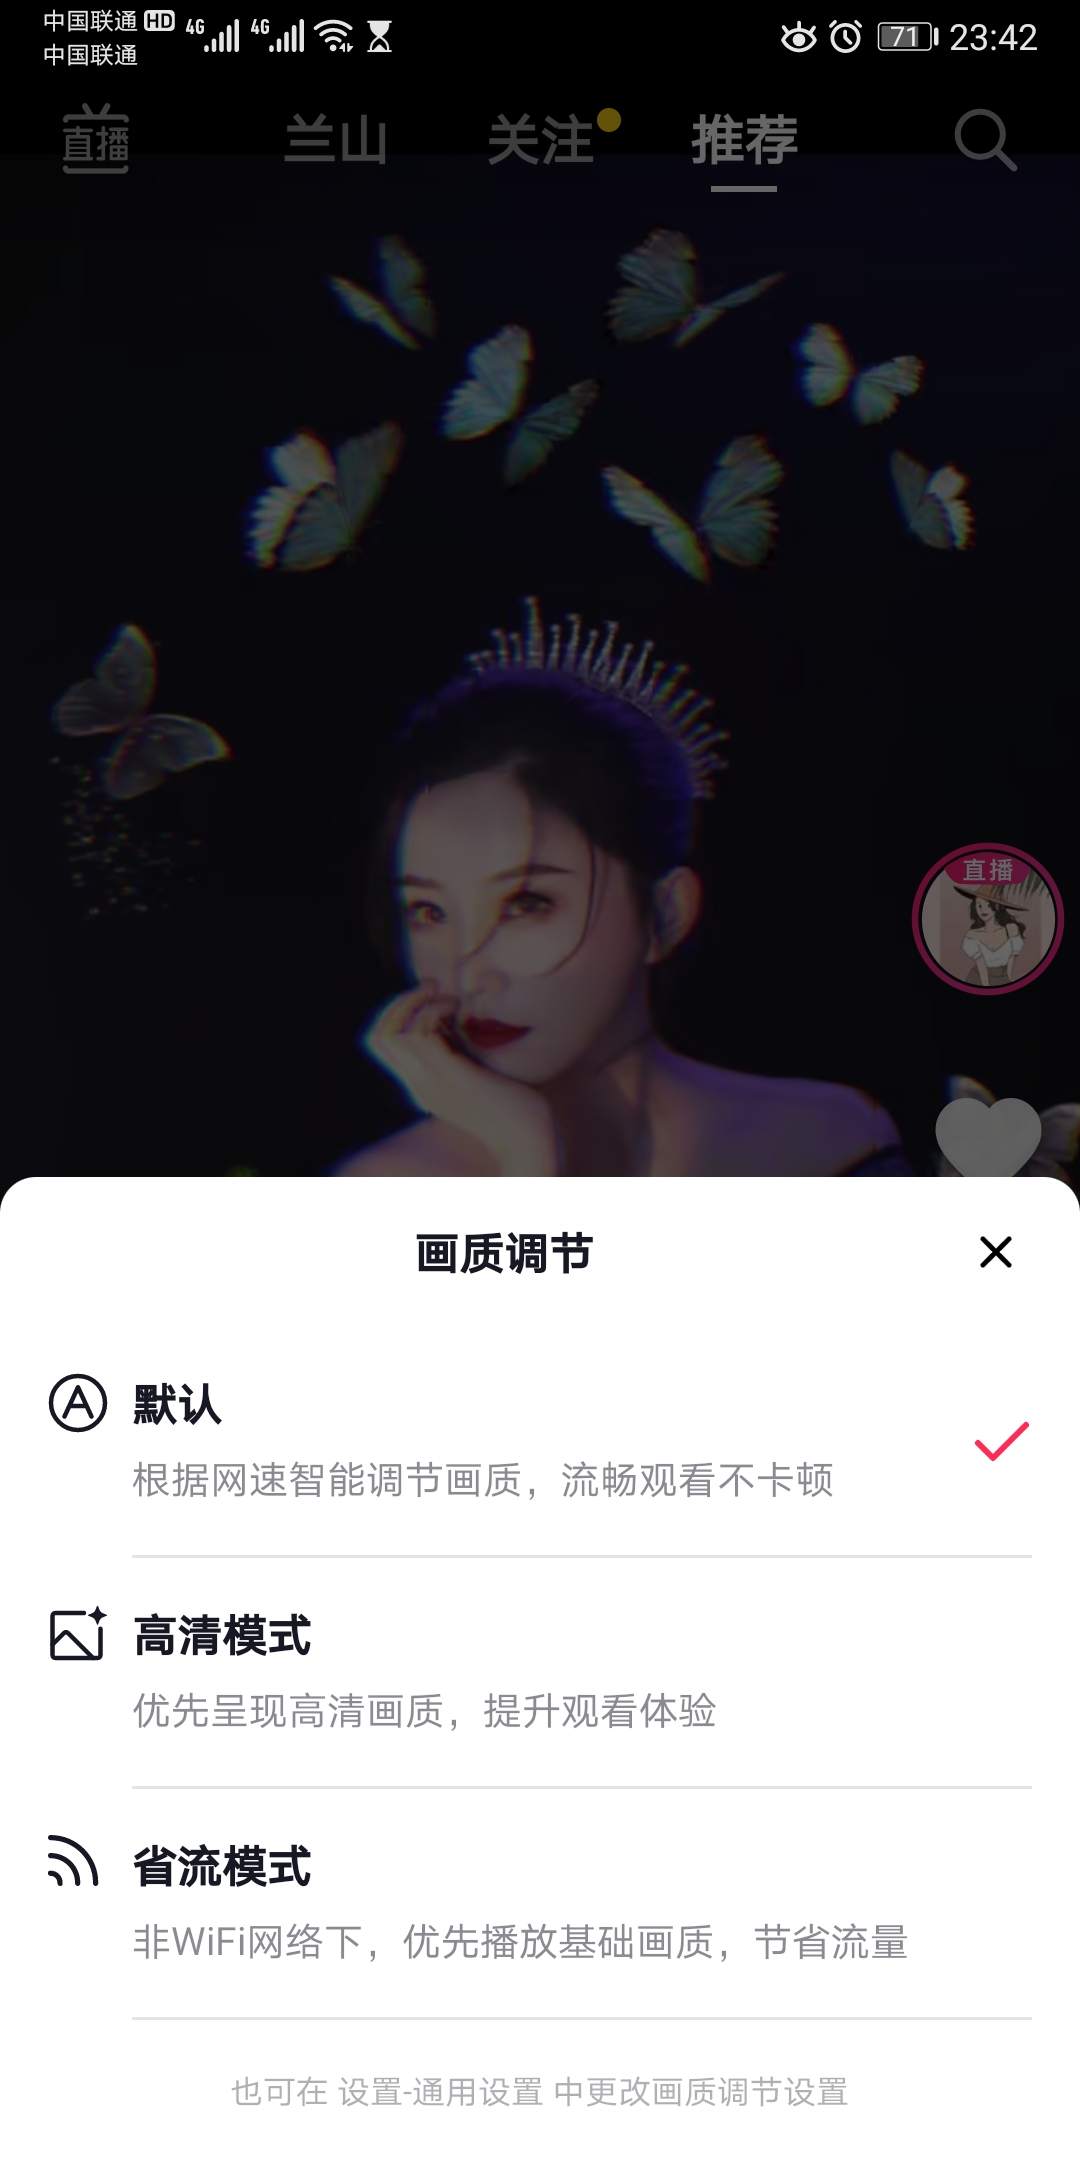 中国联通 HD 4G 4G 71 23:42
中国联通
直播 兰山 关注 推荐
直播
画质调节
默认
根据网速智能调节画质，流畅观看不卡顿
高清模式
优先呈现高清画质，提升观看体验
省流模式
非WiFi网络下，优先播放基础画质，节省流量
也可在 设置-通用设置 中更改画质调节设置